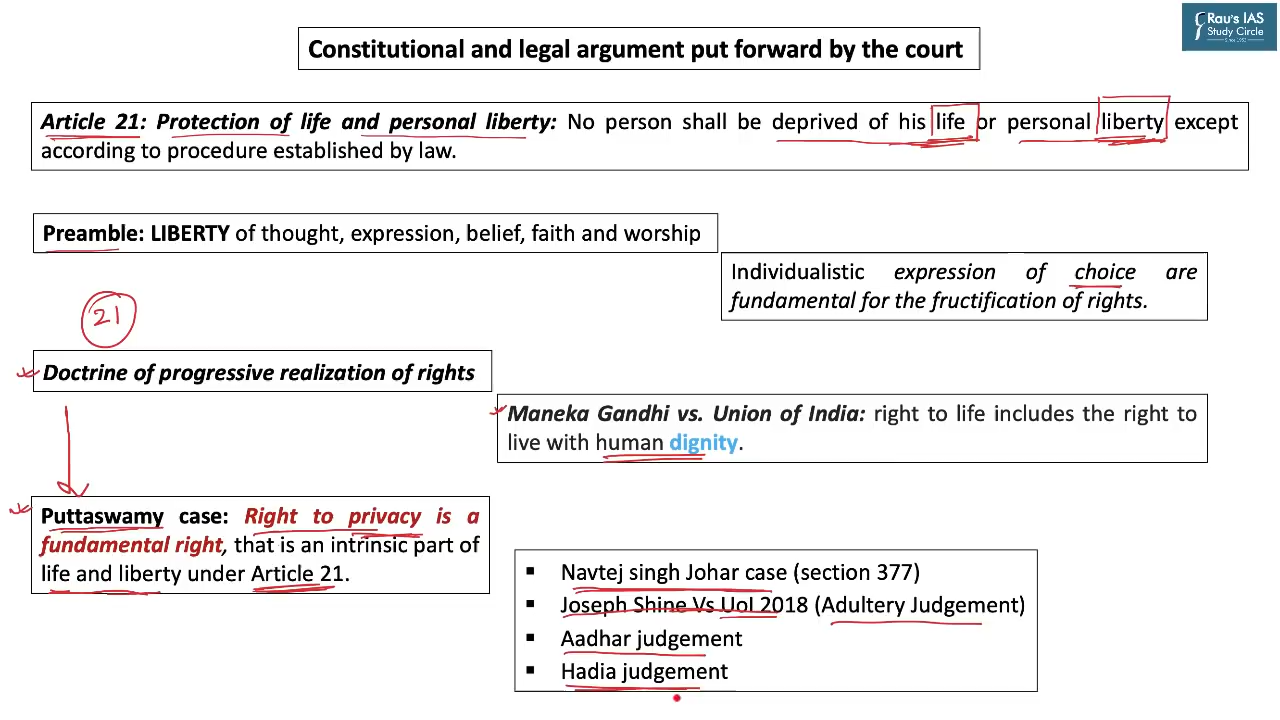 Rau's IAS
Study Circle
Since 1953
Constitutional and legal argument put forward by the court
Article 21: Protection of life and personal liberty: No person shall be deprived of his life or personal liberty except
according to procedure established by law.
Preamble: LIBERTY of thought, expression, belief, faith and worship
Individualistic expression of choice are
fundamental for the fructification of rights.
21
Doctrine of progressive realization of rights
Maneka Gandhi vs. Union of India: right to life includes the right to
live with human dignity.
Puttaswamy case: Right to privacy is a
fundamental right, that is an intrinsic part of
life and liberty under Article 21.
▪ Navtej singh Johar case (section 377)
▪ Joseph Shine Vs UoI 2018 (Adultery Judgement)
▪ Aadhar judgement
▪ Hadia judgement